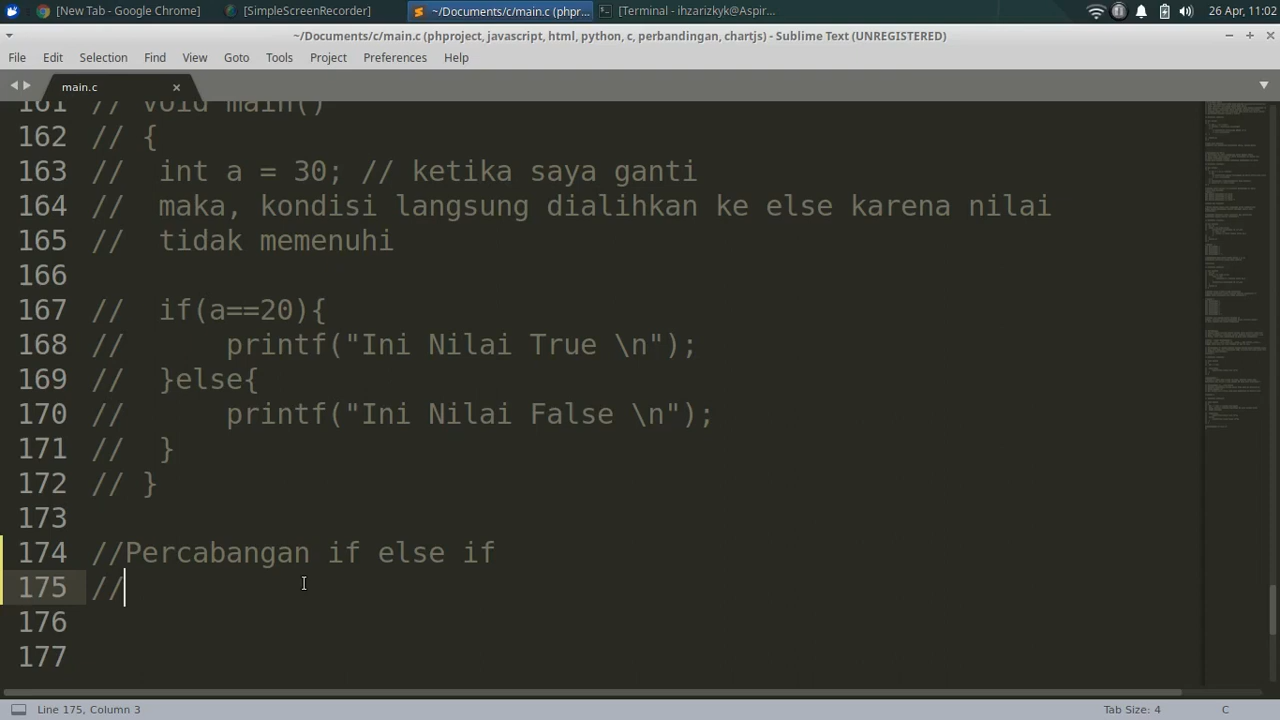 [New Tab - Google Chrome]
[SimpleScreenRecorder]
~/Documents/c/main.c (phpr...
[Terminal - ihzarizkyk@Aspir...
26 Apr, 11:02
~/Documents/c/main.c (phproject, javascript, html, python, c, perbandingan, chartjs) - Sublime Text (UNREGISTERED)
File Edit Selection Find View Goto Tools Project Preferences Help
main.c
161 // void main()
162 // {
163 //  int a = 30; // ketika saya ganti
164 //  maka, kondisi langsung dialihkan ke else karena nilai
165 //  tidak memenuhi
166
167 //  if(a==20){
168 //      printf("Ini Nilai True \n");
169 //  }else{
170 //      printf("Ini Nilai False \n");
171 //  }
172 // }
173
174 //Percabangan if else if
175 //
176
177
Line 175, Column 3
Tab Size: 4
C